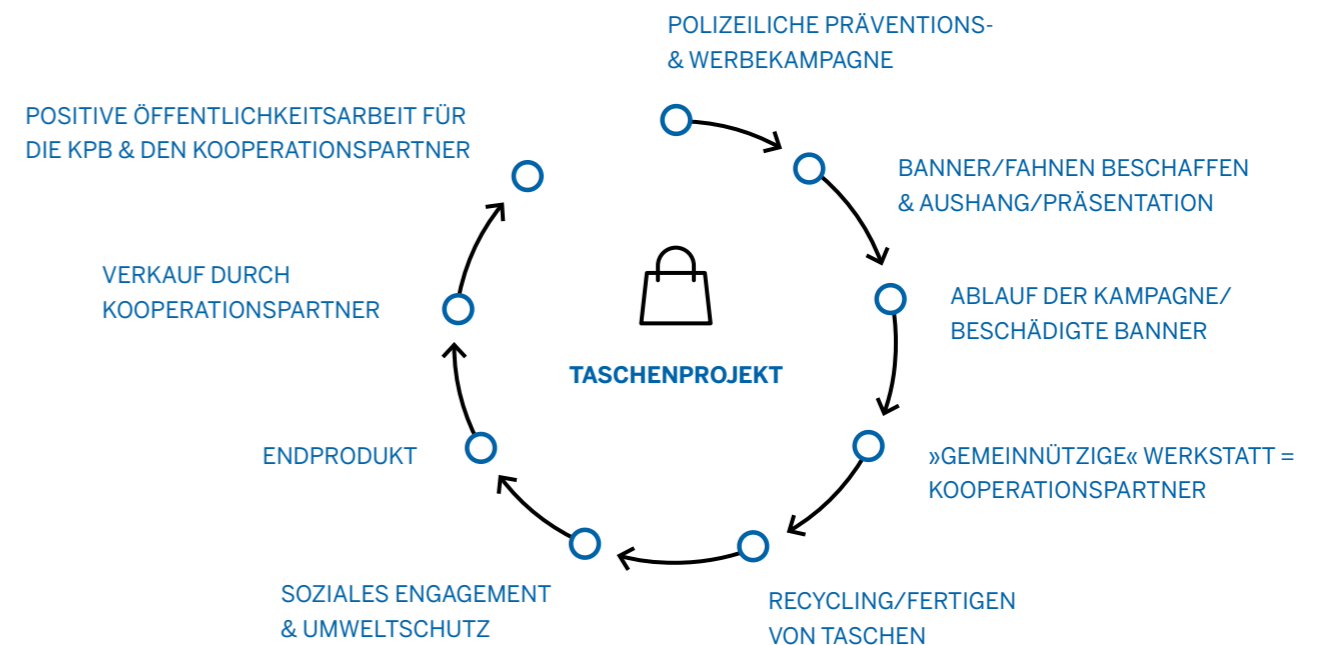 POLIZEILICHE PRÄVENTIONS-
& WERBEKAMPAGNE
BANNER/FAHNEN BESCHAFFEN
& AUSHANG/PRÄSENTATION
ABLAUF DER KAMPAGNE/
BESCHÄDIGTE BANNER
»GEMEINNÜTZIGE« WERKSTATT =
KOOPERATIONSPARTNER
RECYCLING/FERTIGEN
VON TASCHEN
SOZIALES ENGAGEMENT
& UMWELTSCHUTZ
ENDPRODUKT
VERKAUF DURCH
KOOPERATIONSPARTNER
POSITIVE ÖFFENTLICHKEITSARBEIT FÜR
DIE KPB & DEN KOOPERATIONSPARTNER
TASCHENPROJEKT